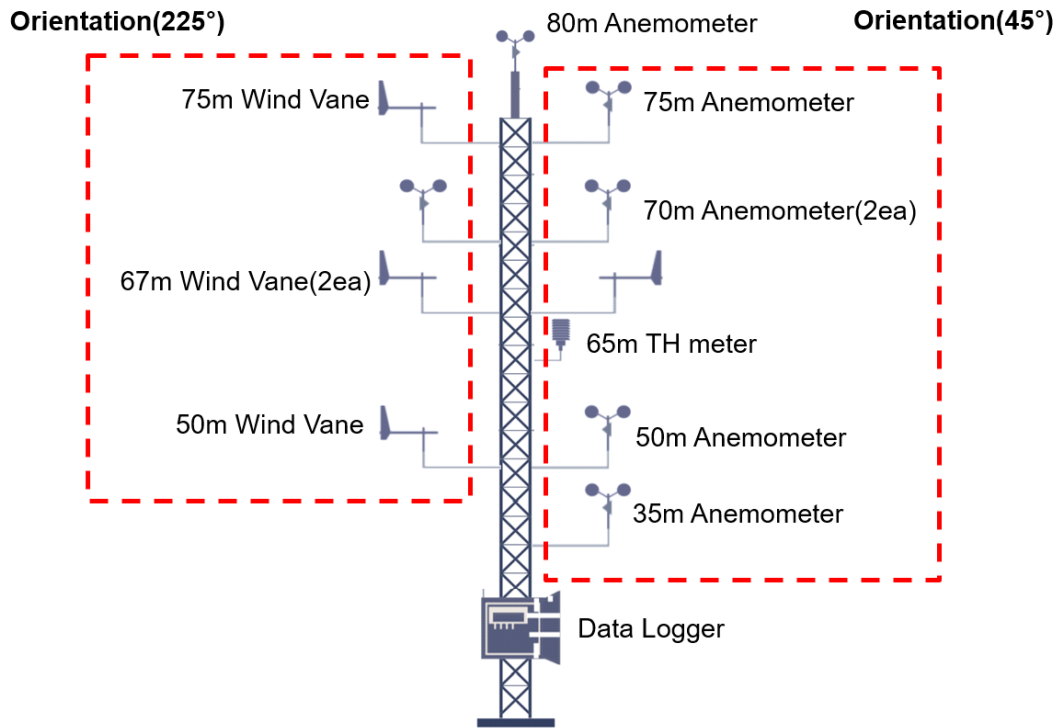 Orientation(225°)
80m Anemometer
Orientation(45°)
75m Wind Vane
75m Anemometer
70m Anemometer(2ea)
67m Wind Vane(2ea)
65m TH meter
50m Wind Vane
50m Anemometer
35m Anemometer
Data Logger